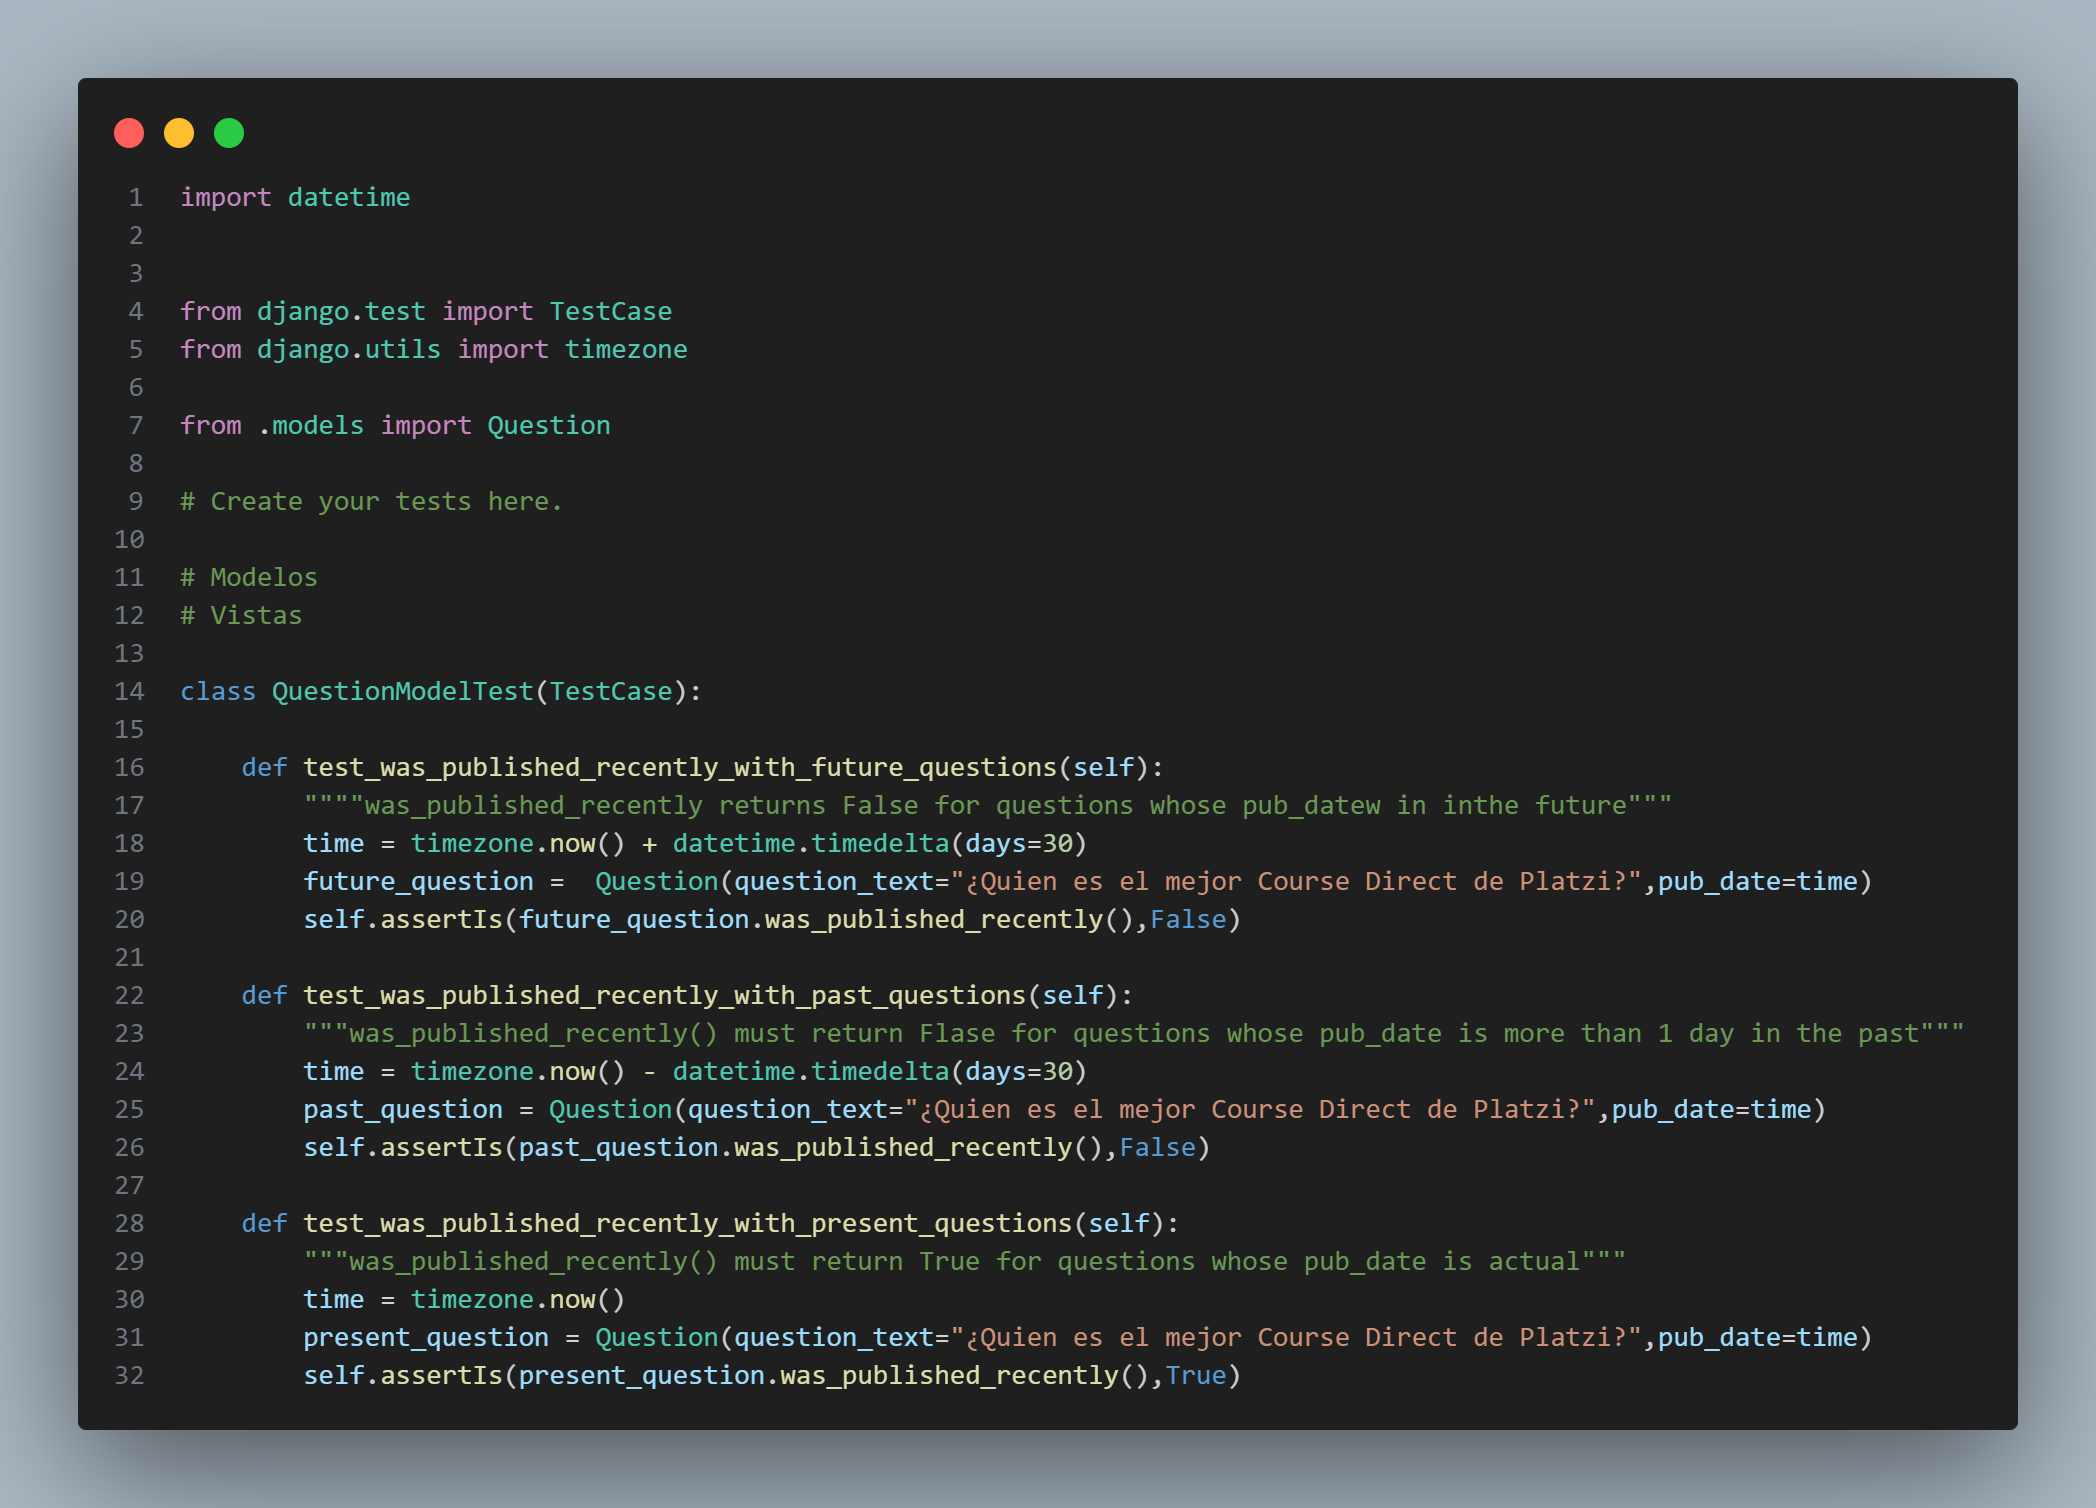 1 import datetime
2
3
4 from django.test import TestCase
5 from django.utils import timezone
6
7 from .models import Question
8
9 # Create your tests here.
10
11 # Modelos
12 # Vistas
13
14 class QuestionModelTest(TestCase):
15
16     def test_was_published_recently_with_future_questions(self):
17         """"was_published_recently returns False for questions whose pub_datew in inthe future"""
18         time = timezone.now() + datetime.timedelta(days=30)
19         future_question =  Question(question_text="¿Quien es el mejor Course Direct de Platzi?",pub_date=time)
20         self.assertIs(future_question.was_published_recently(),False)
21
22     def test_was_published_recently_with_past_questions(self):
23         """was_published_recently() must return Flase for questions whose pub_date is more than 1 day in the past"""
24         time = timezone.now() - datetime.timedelta(days=30)
25         past_question = Question(question_text="¿Quien es el mejor Course Direct de Platzi?",pub_date=time)
26         self.assertIs(past_question.was_published_recently(),False)
27
28     def test_was_published_recently_with_present_questions(self):
29         """was_published_recently() must return True for questions whose pub_date is actual"""
30         time = timezone.now()
31         present_question = Question(question_text="¿Quien es el mejor Course Direct de Platzi?",pub_date=time)
32         self.assertIs(present_question.was_published_recently(),True)